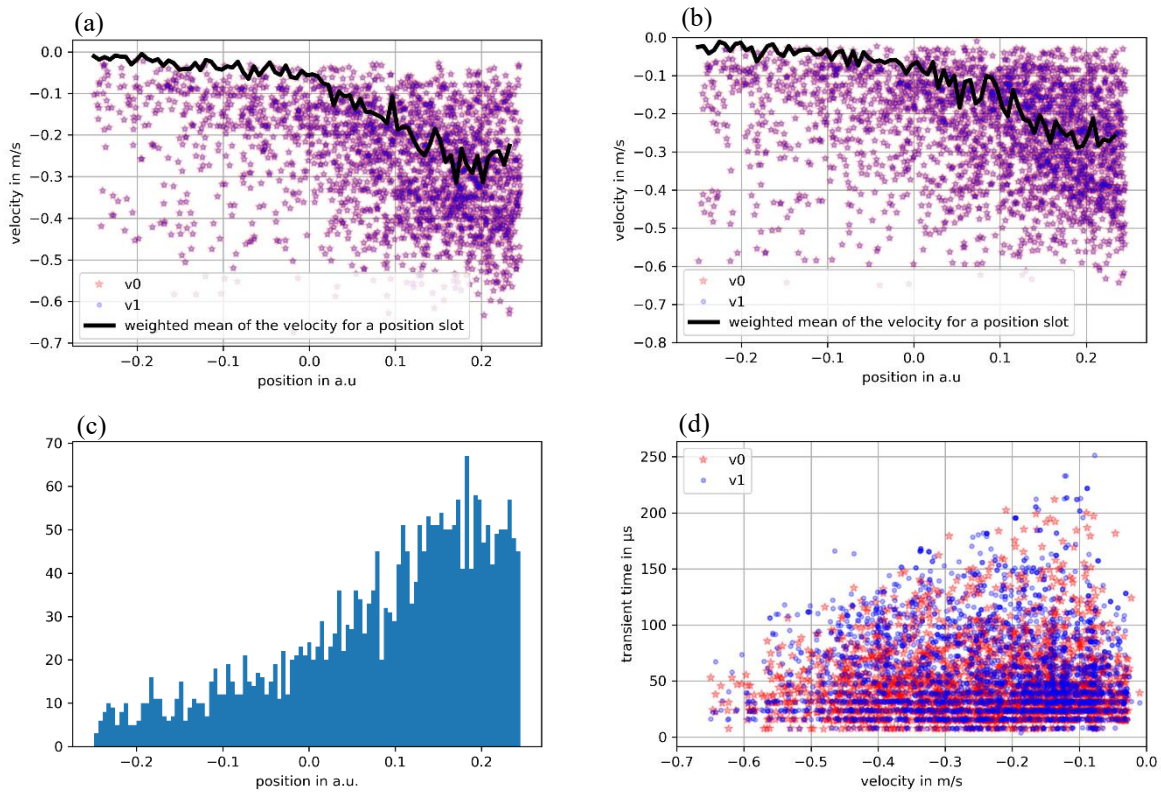 (a)
0.0
−0.1
−0.2
−0.3
−0.4
−0.5
−0.6
−0.7
velocity in m/s
v0
v1
weighted mean of the velocity for a position slot
−0.2
−0.1
0.0
0.1
0.2
position in a.u
(b)
0.0
−0.1
−0.2
−0.3
−0.4
−0.5
−0.6
−0.7
−0.8
velocity in m/s
v0
v1
weighted mean of the velocity for a position slot
−0.2
−0.1
0.0
0.1
0.2
position in a.u
(c)
70
60
50
40
30
20
10
0
−0.2
−0.1
0.0
0.1
0.2
position in a.u.
(d)
250
200
150
100
50
0
transient time in µs
v0
v1
−0.7
−0.6
−0.5
−0.4
−0.3
−0.2
−0.1
0.0
velocity in m/s